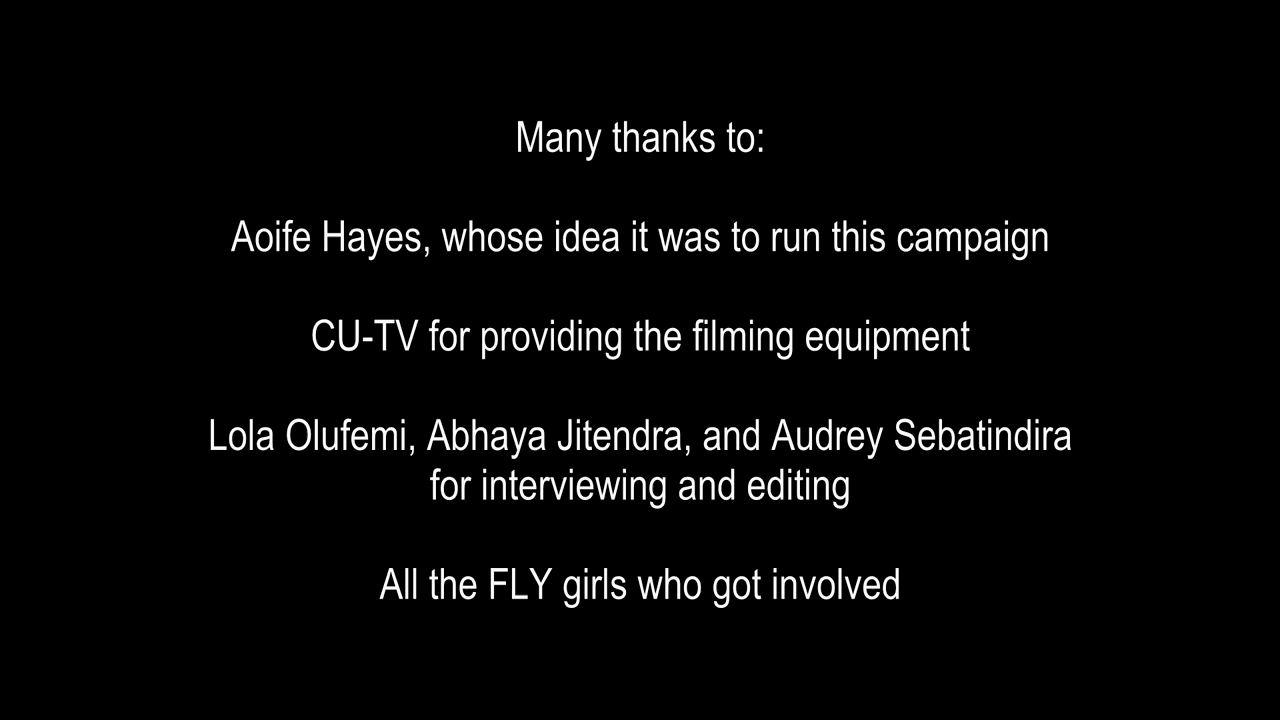 Many thanks to:
Aoife Hayes, whose idea it was to run this campaign
CU-TV for providing the filming equipment
Lola Olufemi, Abhaya Jitendra, and Audrey Sebatindira
for interviewing and editing
All the FLY girls who got involved